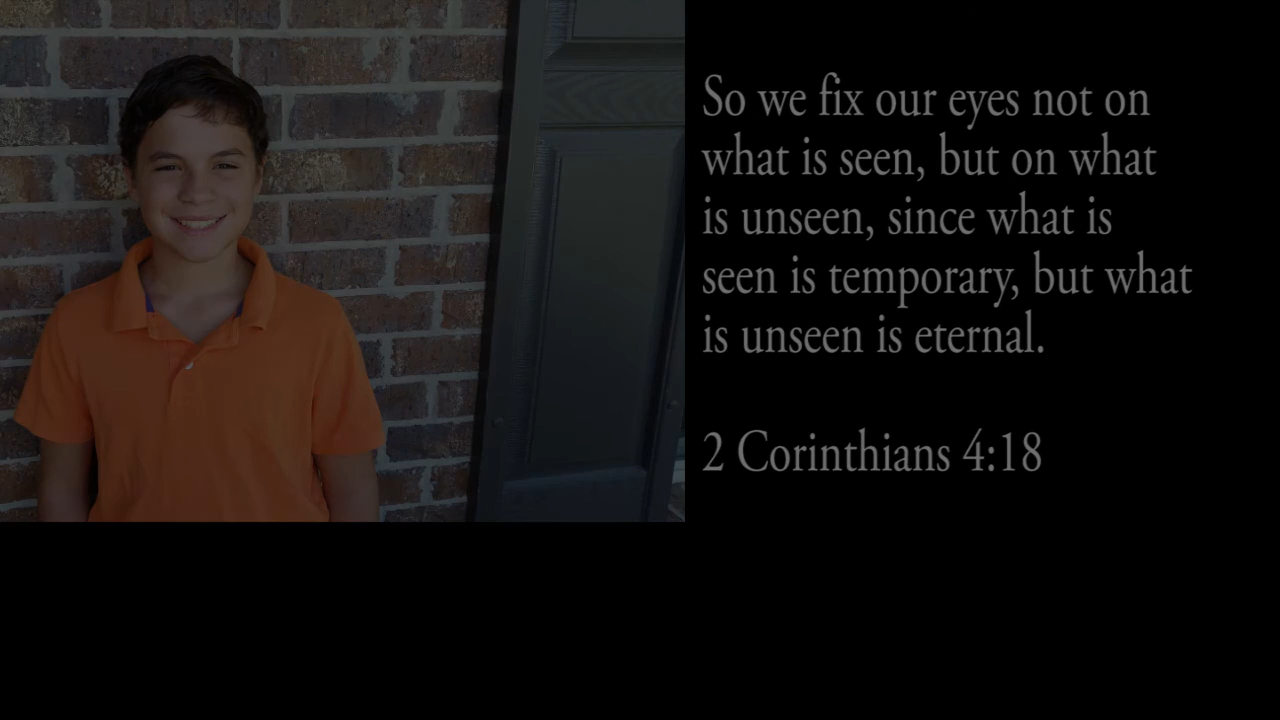 So we fix our eyes not on
what is seen, but on what
is unseen, since what is
seen is temporary, but what
is unseen is eternal.
2 Corinthians 4:18